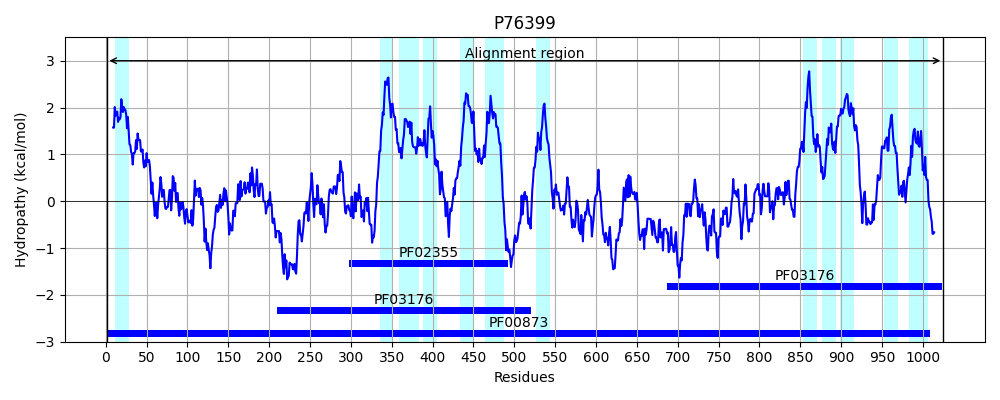 P76399
Alignment region
Hydropathy (kcal/mol)
3
2
1
0
−1
−2
−3
PF02355
PF03176
PF03176
PF00873
0 50 100 150 200 250 300 350 400 450 500 550 600 650 700 750 800 850 900 950 1000
Residues